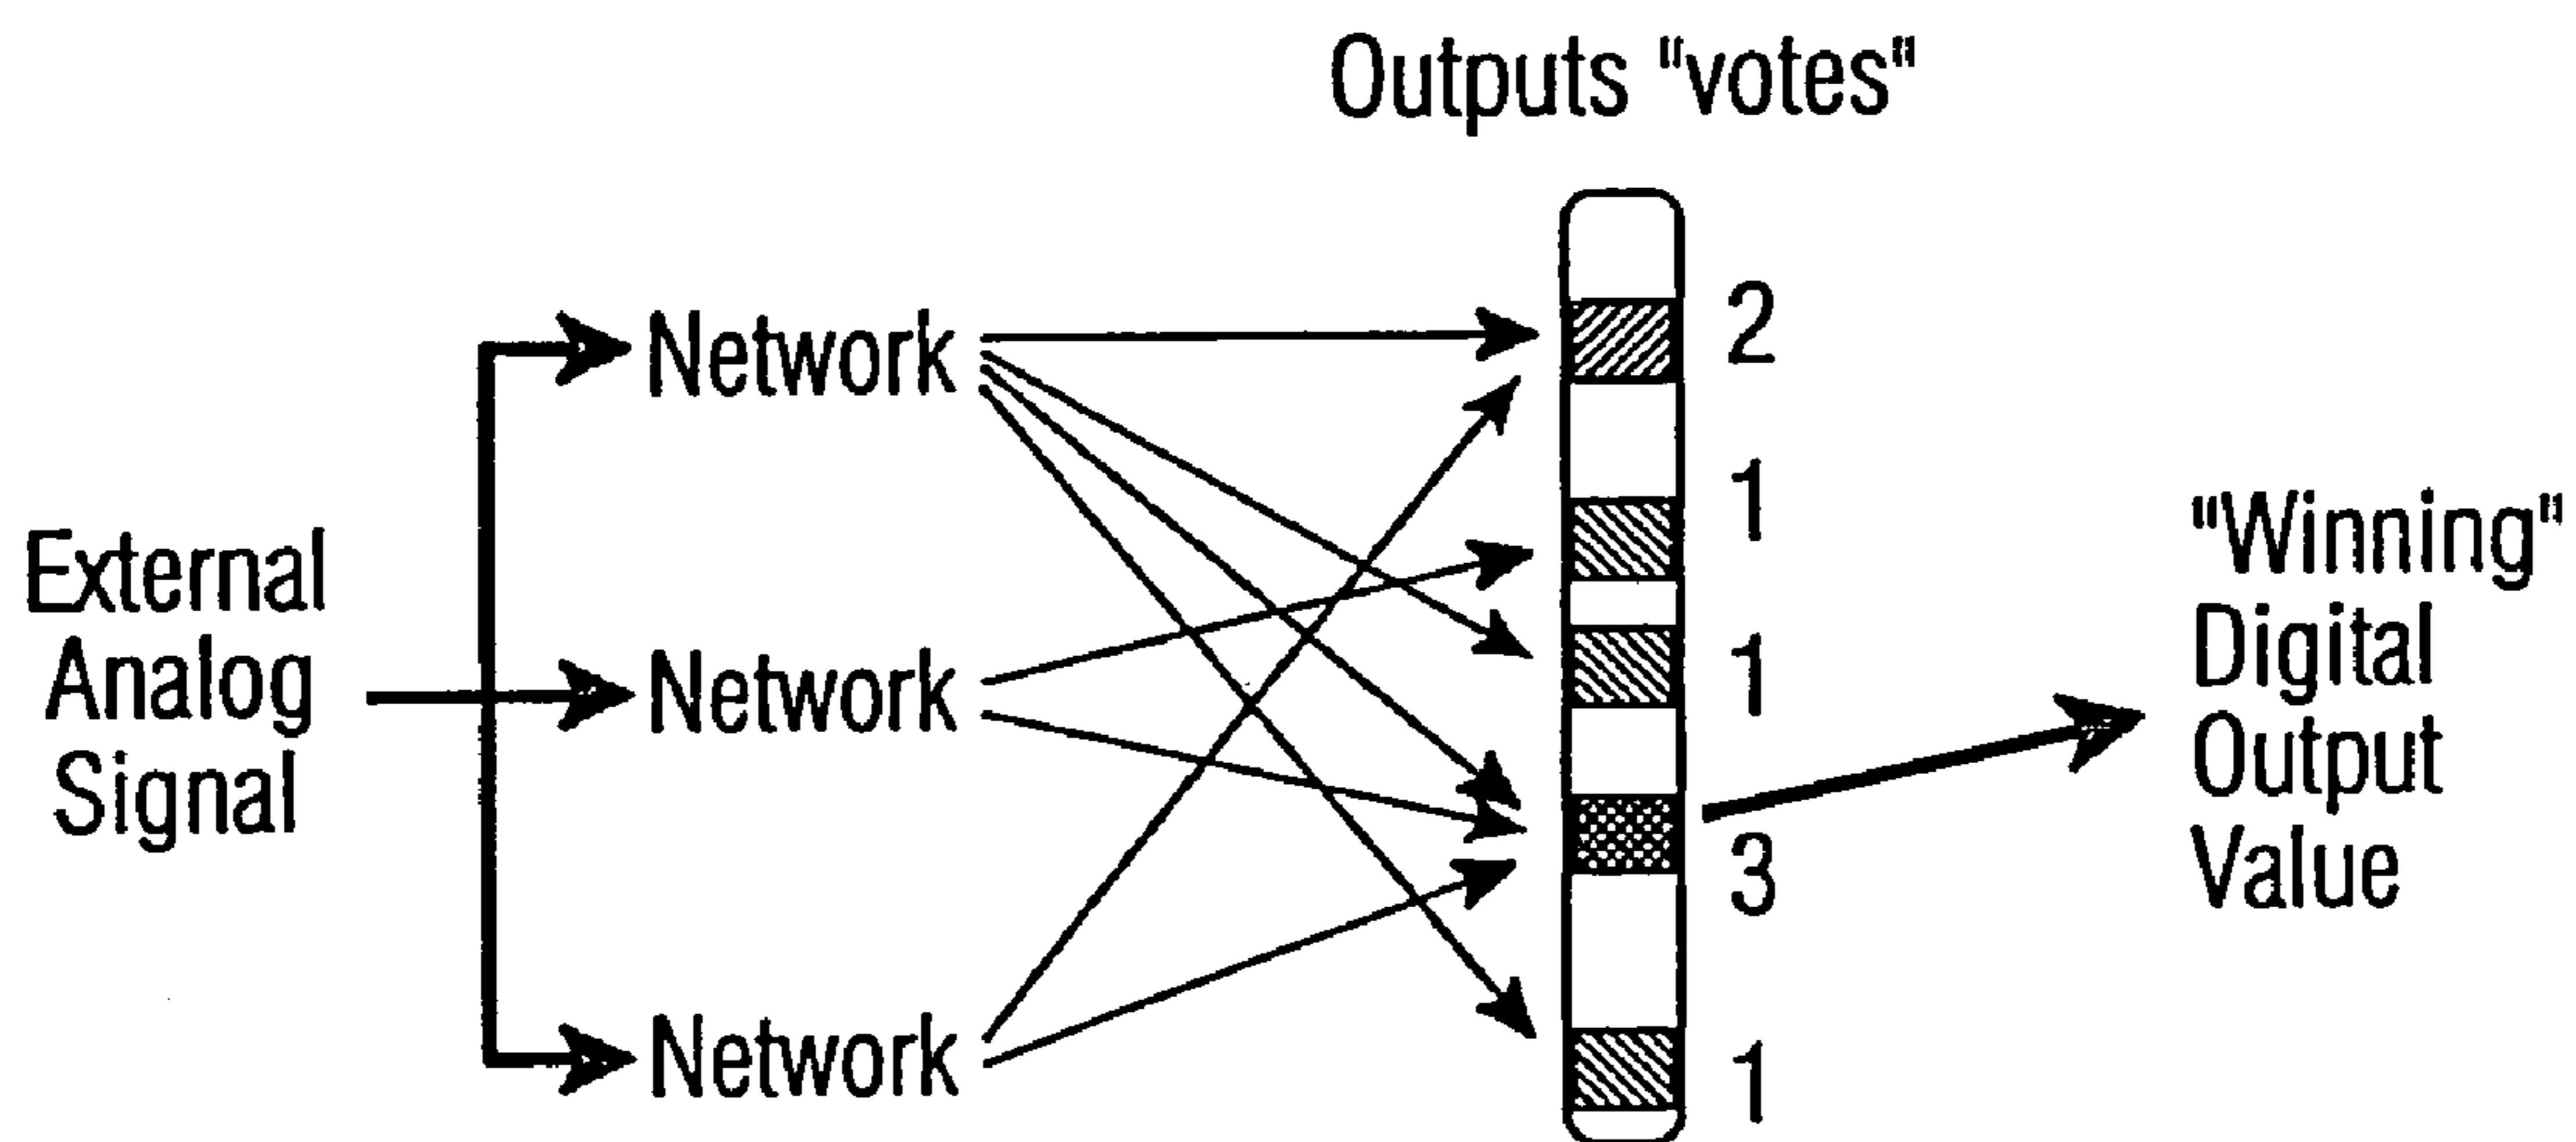 Outputs "votes"
External
Analog
Signal
Network
Network
Network
2
1
1
3
1
"Winning"
Digital
Output
Value